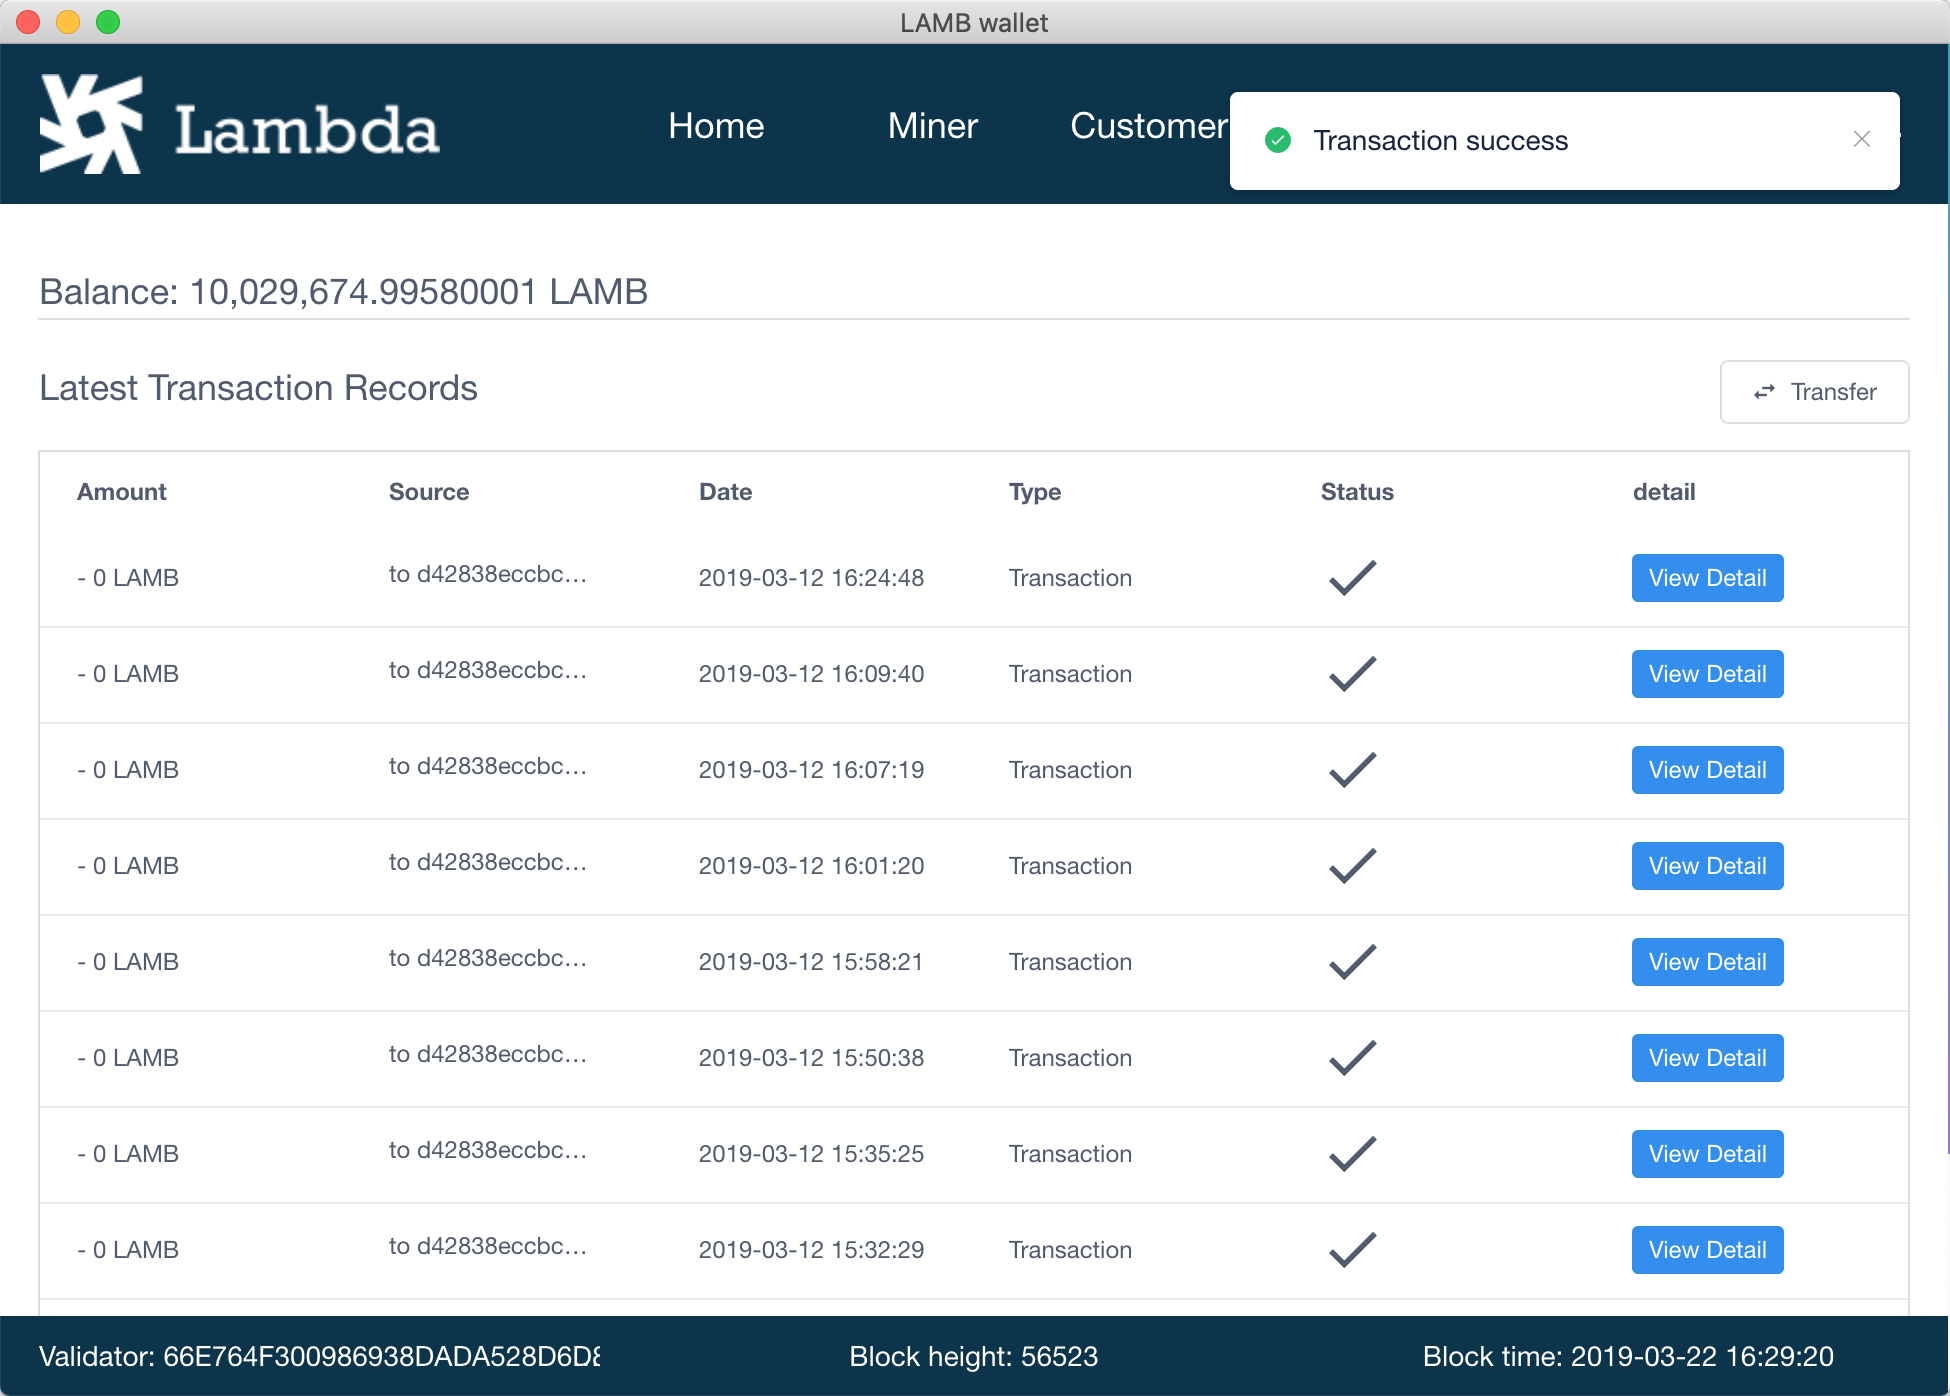 LAMB wallet
Lambda
Home Miner Customer
Transaction success
Balance: 10,029,674.99580001 LAMB
Latest Transaction Records
Transfer
Amount Source Date Type Status detail
- 0 LAMB to d42838eccbc… 2019-03-12 16:24:48 Transaction View Detail
- 0 LAMB to d42838eccbc… 2019-03-12 16:09:40 Transaction View Detail
- 0 LAMB to d42838eccbc… 2019-03-12 16:07:19 Transaction View Detail
- 0 LAMB to d42838eccbc… 2019-03-12 16:01:20 Transaction View Detail
- 0 LAMB to d42838eccbc… 2019-03-12 15:58:21 Transaction View Detail
- 0 LAMB to d42838eccbc… 2019-03-12 15:50:38 Transaction View Detail
- 0 LAMB to d42838eccbc… 2019-03-12 15:35:25 Transaction View Detail
- 0 LAMB to d42838eccbc… 2019-03-12 15:32:29 Transaction View Detail
Validator: 66E764F300986938DADA528D6D8 Block height: 56523 Block time: 2019-03-22 16:29:20